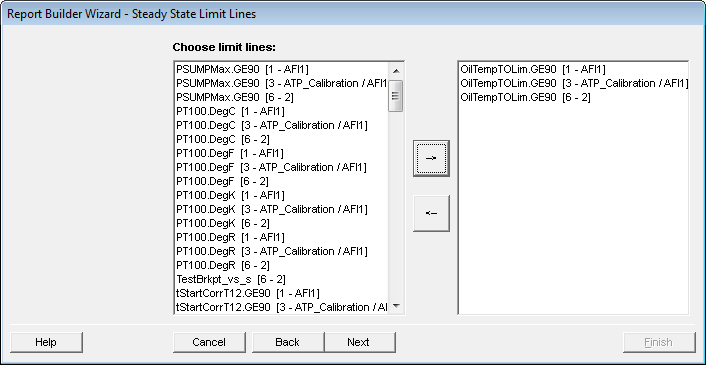 Report Builder Wizard - Steady State Limit Lines
Choose limit lines:
PSUMPMax.GE90 [1 - AFI1]
PSUMPMax.GE90 [3 - ATP_Calibration / AFI1]
PSUMPMax.GE90 [6 - 2]
PT100.DegC [1 - AFI1]
PT100.DegC [3 - ATP_Calibration / AFI1]
PT100.DegC [6 - 2]
PT100.DegF [1 - AFI1]
PT100.DegF [3 - ATP_Calibration / AFI1]
PT100.DegF [6 - 2]
PT100.DegK [1 - AFI1]
PT100.DegK [3 - ATP_Calibration / AFI1]
PT100.DegK [6 - 2]
PT100.DegR [1 - AFI1]
PT100.DegR [3 - ATP_Calibration / AFI1]
PT100.DegR [6 - 2]
TestBrkpt_vs_s [6 - 2]
tStartCorrT12.GE90 [1 - AFI1]
tStartCorrT12.GE90 [3 - ATP_Calibration / AFI1]
-->
<--
OilTempTOLim.GE90 [1 - AFI1]
OilTempTOLim.GE90 [3 - ATP_Calibration / AFI1]
OilTempTOLim.GE90 [6 - 2]
Help
Cancel
Back
Next
Finish